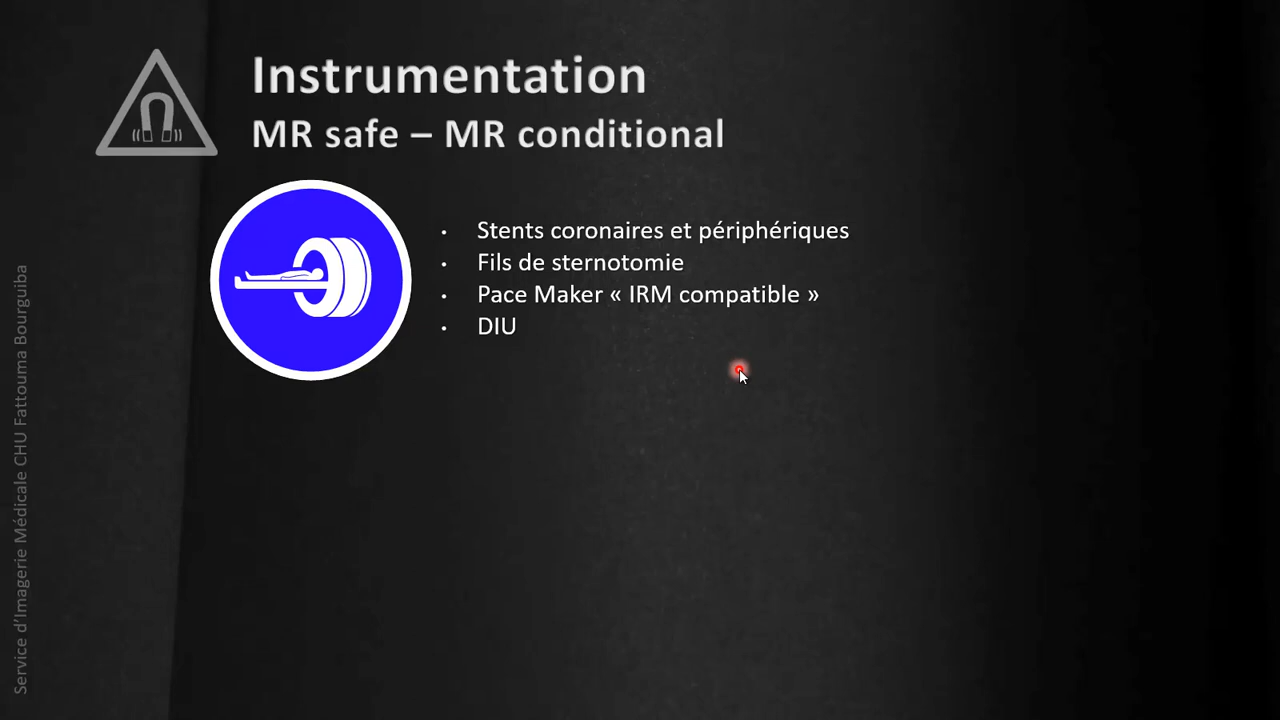 Instrumentation
MR safe – MR conditional
• Stents coronaires et périphériques
• Fils de sternotomie
• Pace Maker « IRM compatible »
• DIU
Service d'Imagerie Médicale CHU Fattouma Bourguiba